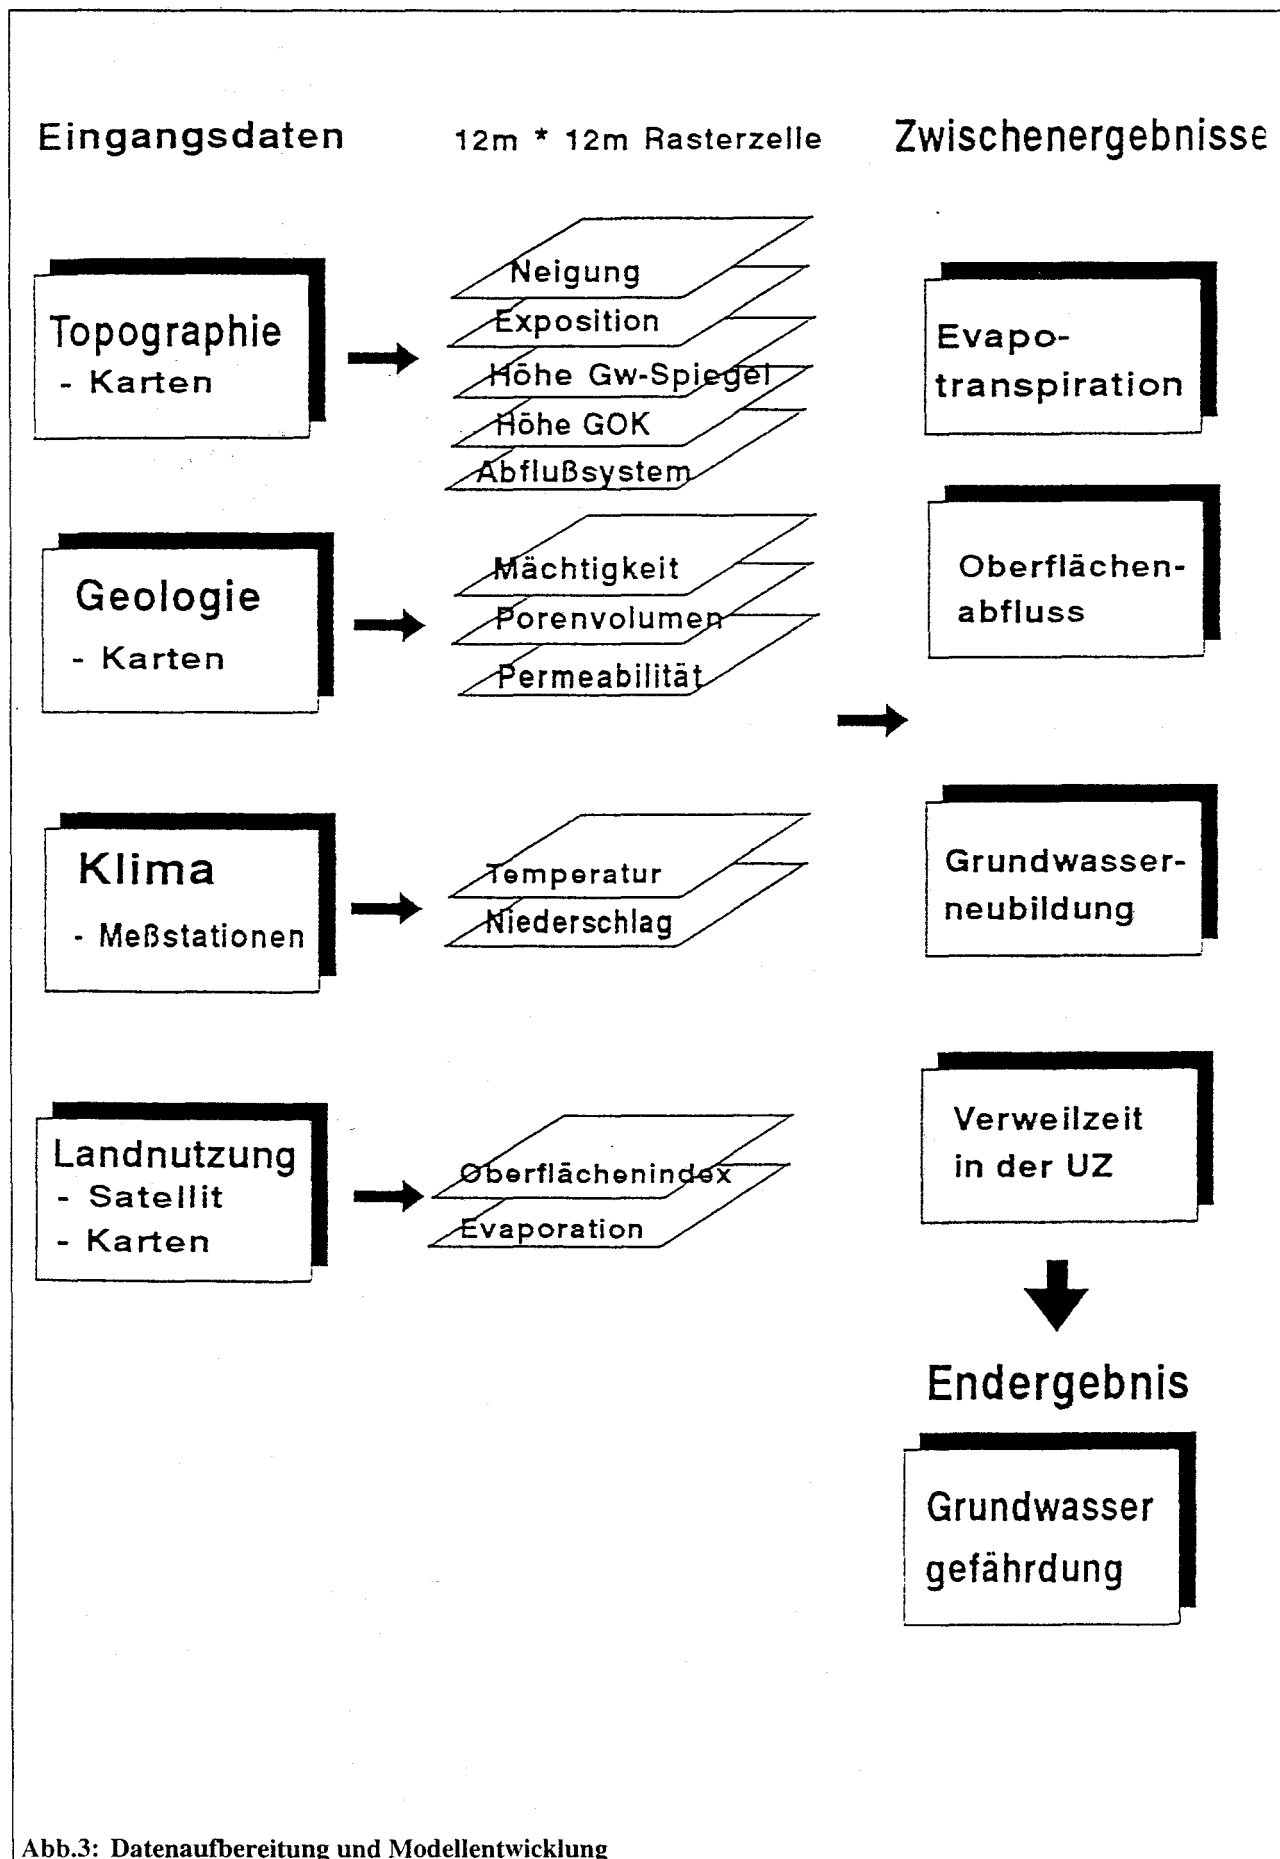 Eingangsdaten
12m * 12m Rasterzelle
Zwischenergebnisse
Topographie
- Karten
Neigung
Exposition
Höhe Gw-Spiegel
Höhe GOK
Abflußsystem
Evapo-
transpiration
Geologie
- Karten
Mächtigkeit
Porenvolumen
Permeabilität
Oberflächen-
abfluss
Klima
- Meßstationen
Temperatur
Niederschlag
Grundwasser-
neubildung
Landnutzung
- Satellit
- Karten
Oberflächenindex
Evaporation
Verweilzeit
in der UZ
Endergebnis
Grundwasser
gefährdung
Abb.3: Datenaufbereitung und Modellentwicklung